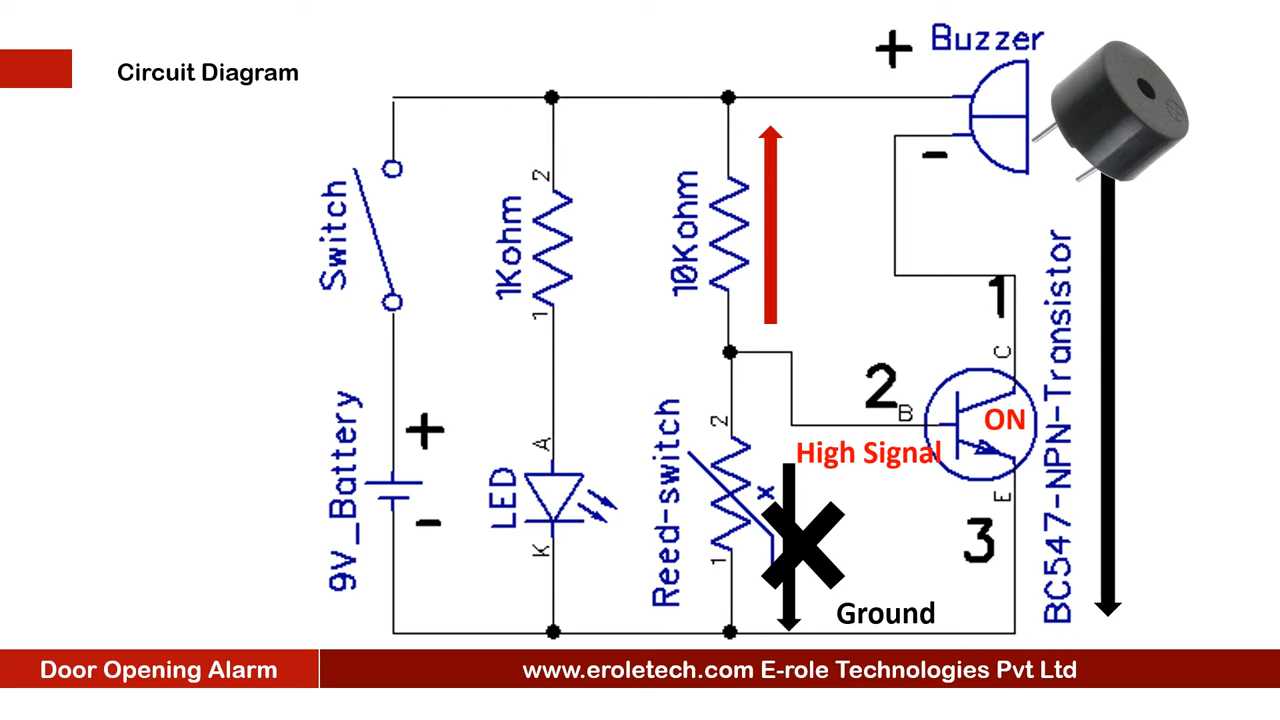 Circuit Diagram
+
Buzzer
-
Switch
2
1Kohm
1
10Kohm
1
C
2
B
ON
High Signal
BC547-NPN-Transistor
9V_Battery
+
-
A
LED
K
Reed-switch
2
x
1
E
3
Ground
Door Opening Alarm
www.eroletech.com E-role Technologies Pvt Ltd